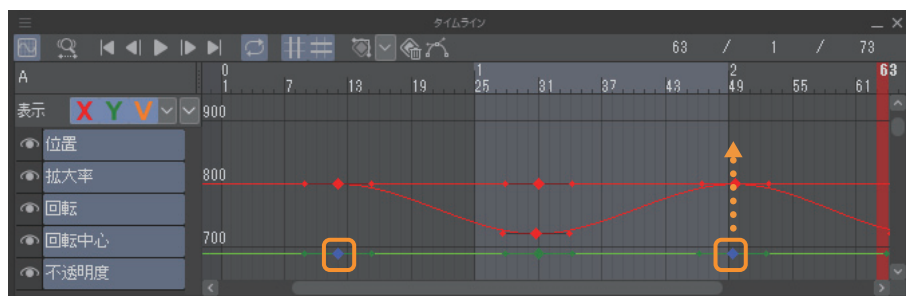 タイムライン
63 / 1 / 73
A
0 1 2 63
1 7 13 19 25 31 37 43 49 55 61
表示 X Y V
900
位置
拡大率
800
回転
回転中心
700
不透明度